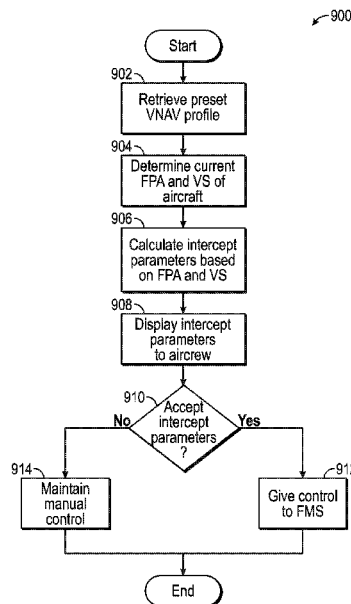 900
Start
902
Retrieve preset
VNAV profile
904
Determine current
FPA and VS of
aircraft
906
Calculate intercept
parameters based
on FPA and VS
908
Display intercept
parameters
to aircrew
910
Accept
intercept
parameters
?
No
Yes
914
Maintain
manual
control
912
Give control
to FMS
End